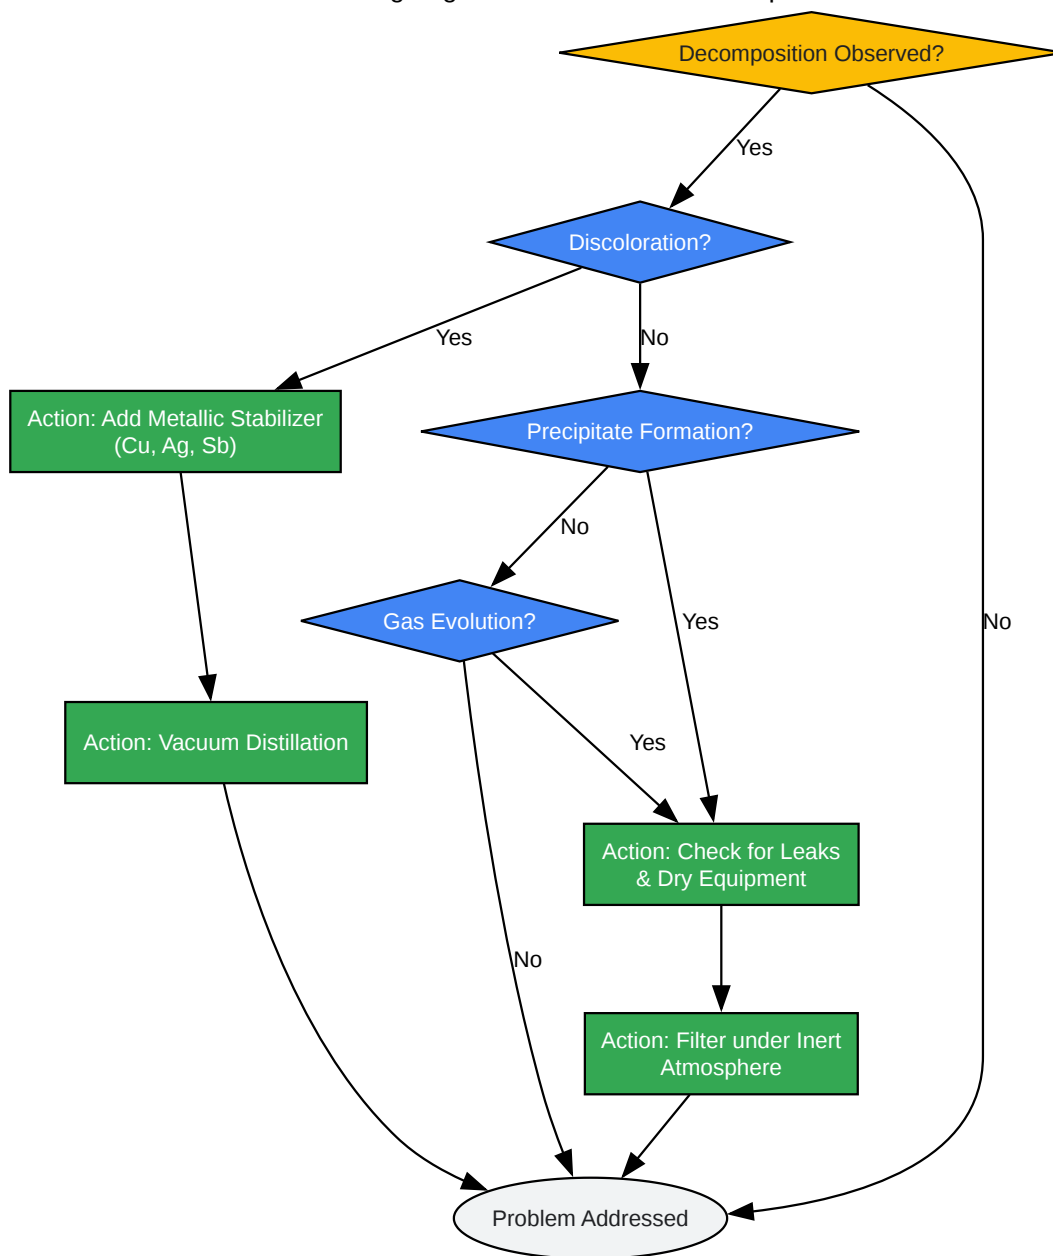 Decomposition Observed?
Yes
Discoloration?
Yes
No
Action: Add Metallic Stabilizer
(Cu, Ag, Sb)
Precipitate Formation?
No
Gas Evolution?
Yes
No
Yes
Action: Vacuum Distillation
Action: Check for Leaks
& Dry Equipment
No
Action: Filter under Inert
Atmosphere
Problem Addressed